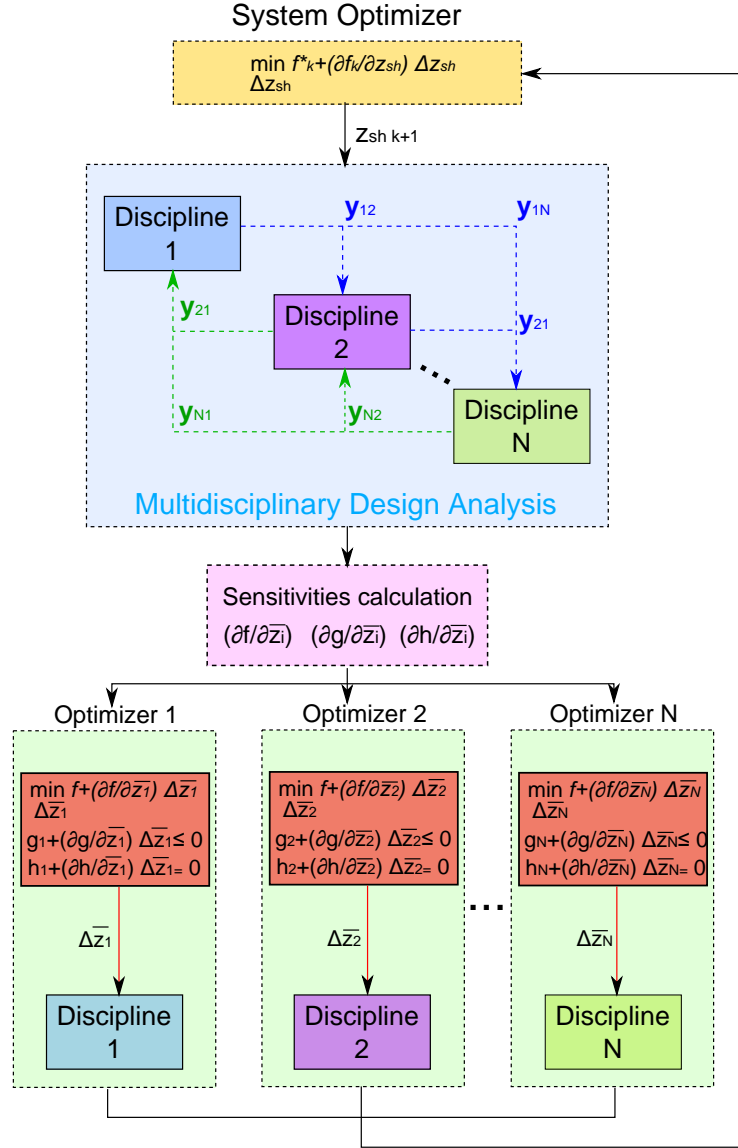 System Optimizer
min f*k+(∂fk/∂zsh) Δzsh
Δzsh
zsh k+1
Discipline
1
y12
y1N
y21
Discipline
2
y21
yN1
yN2
Discipline
N
Multidisciplinary Design Analysis
Sensitivities calculation
(∂f/∂z̅i) (∂g/∂z̅i) (∂h/∂z̅i)
Optimizer 1
Optimizer 2
Optimizer N
min f+(∂f/∂z̅1) Δz̅1
Δz̅1
g1+(∂g/∂z̅1) Δz̅1≤ 0
h1+(∂h/∂z̅1) Δz̅1= 0
min f+(∂f/∂z̅2) Δz̅2
Δz̅2
g2+(∂g/∂z̅2) Δz̅2≤ 0
h2+(∂h/∂z̅2) Δz̅2= 0
min f+(∂f/∂z̅N) Δz̅N
Δz̅N
gN+(∂g/∂z̅N) Δz̅N≤ 0
hN+(∂h/∂z̅N) Δz̅N= 0
...
Δz̅1
Δz̅2
Δz̅N
Discipline
1
Discipline
2
Discipline
N